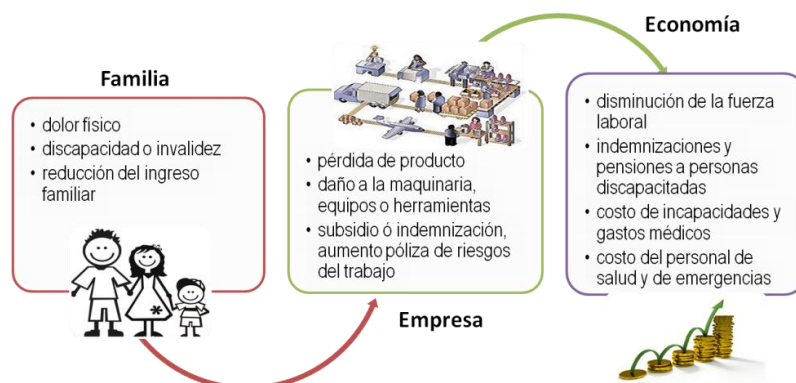 Familia
• dolor físico
• discapacidad o invalidez
• reducción del ingreso
familiar
• pérdida de producto
• daño a la maquinaria,
equipos o herramientas
• subsidio ó indemnización,
aumento póliza de riesgos
del trabajo
Empresa
Economía
• disminución de la fuerza
laboral
• indemnizaciones y
pensiones a personas
discapacitadas
• costo de incapacidades y
gastos médicos
• costo del personal de
salud y de emergencias